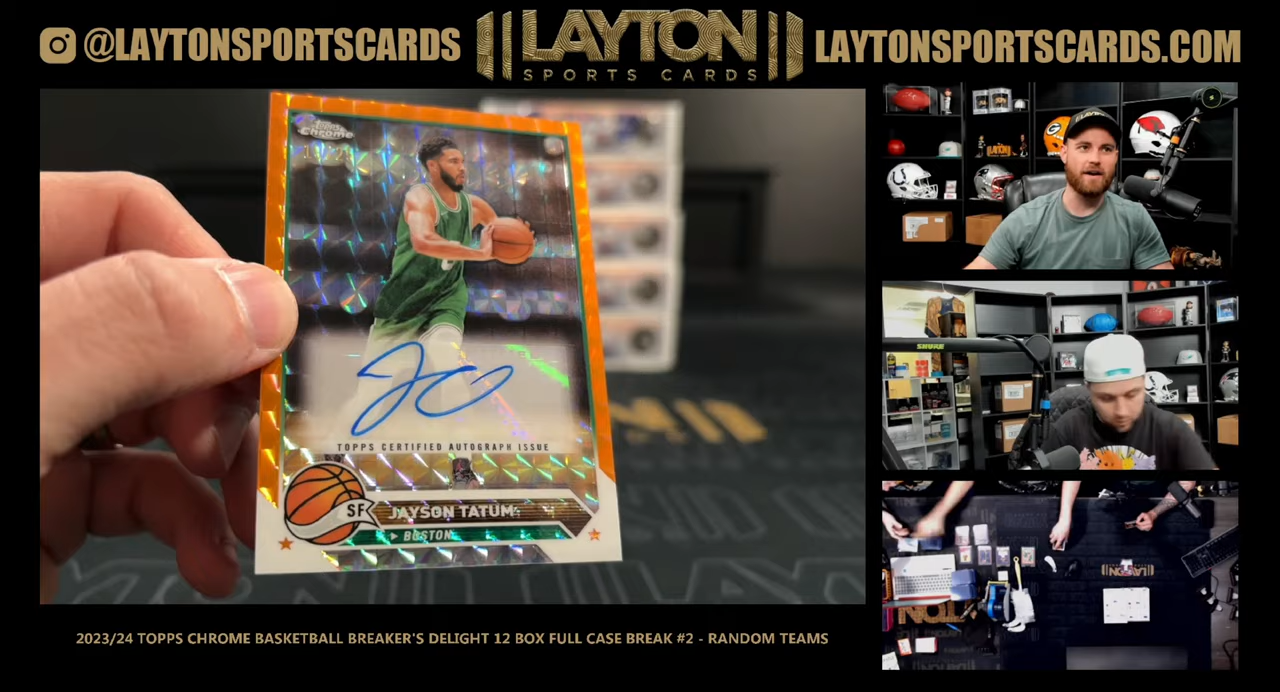 @LAYTONSPORTSCARDS
LAYTON
SPORTS CARDS
LAYTONSPORTSCARDS.COM
Topps
Chrome
TOPPS CERTIFIED AUTOGRAPH ISSUE
SF
JAYSON TATUM
BOSTON
SHURE
2023/24 TOPPS CHROME BASKETBALL BREAKER'S DELIGHT 12 BOX FULL CASE BREAK #2 - RANDOM TEAMS